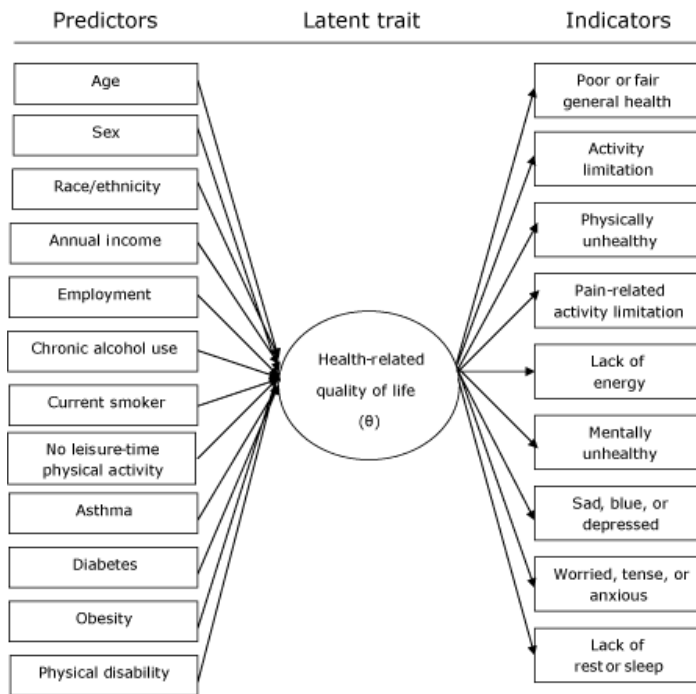 Predictors
Latent trait
Indicators
Age
Sex
Race/ethnicity
Annual income
Employment
Chronic alcohol use
Current smoker
No leisure-time
physical activity
Asthma
Diabetes
Obesity
Physical disability
Health-related
quality of life
(θ)
Poor or fair
general health
Activity
limitation
Physically
unhealthy
Pain-related
activity limitation
Lack of
energy
Mentally
unhealthy
Sad, blue, or
depressed
Worried, tense, or
anxious
Lack of
rest or sleep